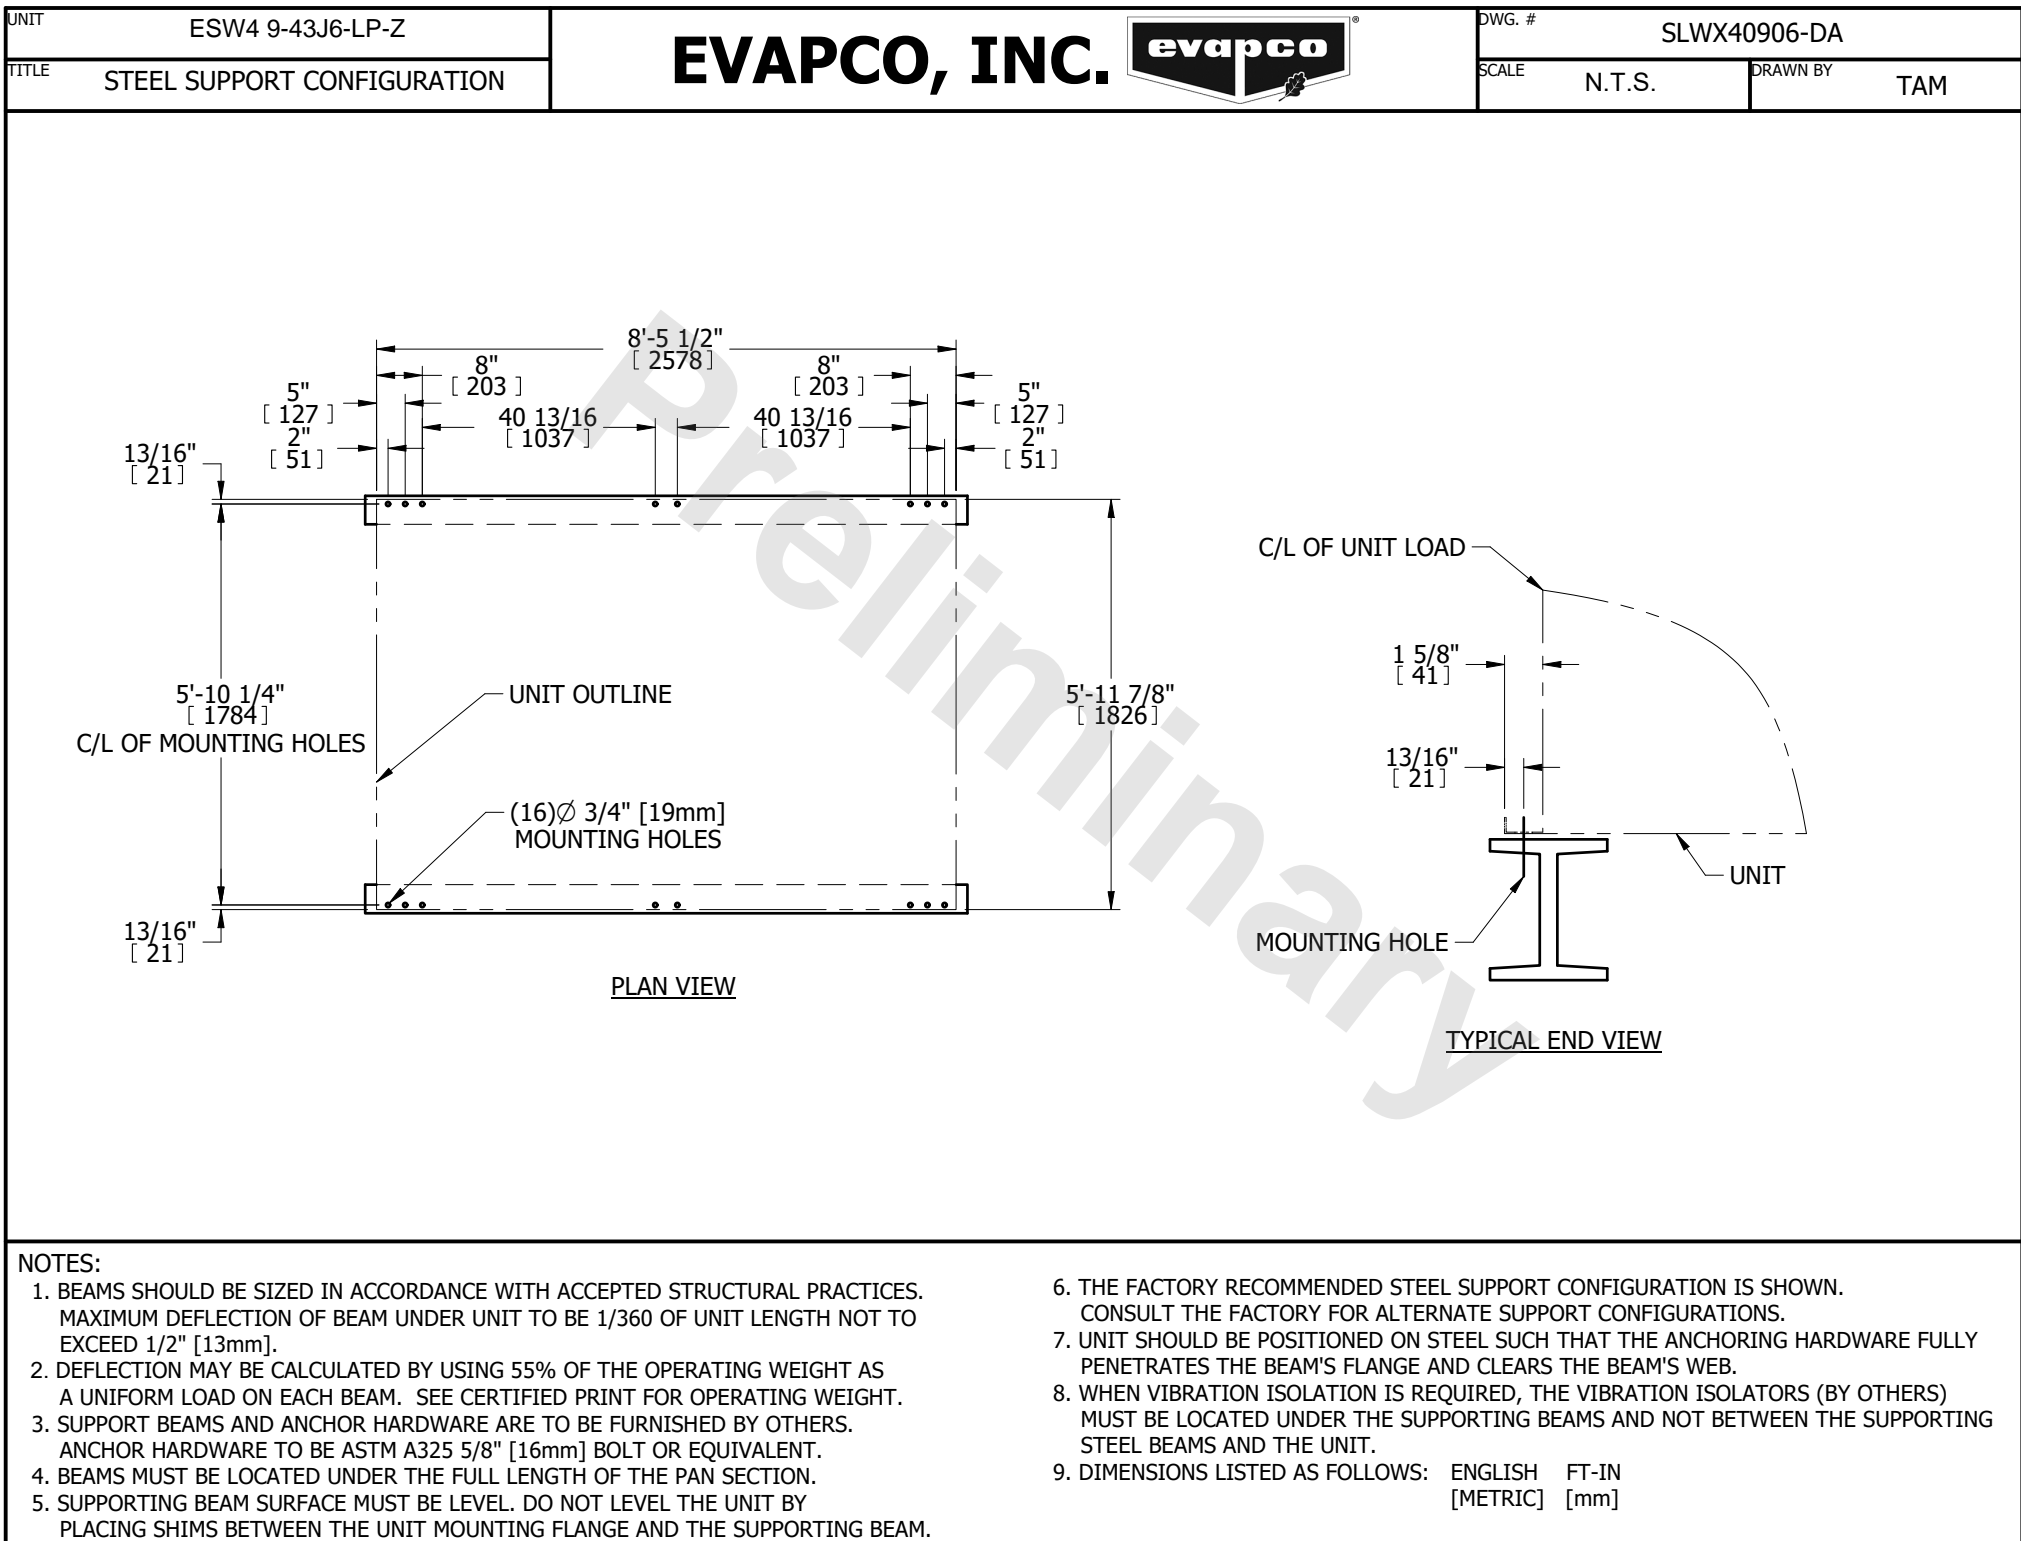 UNIT
ESW4 9-43J6-LP-Z
TITLE
STEEL SUPPORT CONFIGURATION
EVAPCO, INC.
evapco
®
DWG. #
SLWX40906-DA
SCALE
N.T.S.
DRAWN BY
TAM
8'-5 1/2"
[ 2578 ]
8"
[ 203 ]
8"
[ 203 ]
5"
[ 127 ]
5"
[ 127 ]
40 13/16
[ 1037 ]
40 13/16
[ 1037 ]
2"
[ 51 ]
2"
[ 51 ]
13/16"
[ 21 ]
5'-10 1/4"
[ 1784 ]
C/L OF MOUNTING HOLES
UNIT OUTLINE
5'-11 7/8"
[ 1826 ]
(16)Ø 3/4" [19mm]
MOUNTING HOLES
13/16"
[ 21 ]
PLAN VIEW
C/L OF UNIT LOAD
1 5/8"
[ 41 ]
13/16"
[ 21 ]
UNIT
MOUNTING HOLE
TYPICAL END VIEW
Preliminary
NOTES:
1. BEAMS SHOULD BE SIZED IN ACCORDANCE WITH ACCEPTED STRUCTURAL PRACTICES.
MAXIMUM DEFLECTION OF BEAM UNDER UNIT TO BE 1/360 OF UNIT LENGTH NOT TO
EXCEED 1/2" [13mm].
2. DEFLECTION MAY BE CALCULATED BY USING 55% OF THE OPERATING WEIGHT AS
A UNIFORM LOAD ON EACH BEAM. SEE CERTIFIED PRINT FOR OPERATING WEIGHT.
3. SUPPORT BEAMS AND ANCHOR HARDWARE ARE TO BE FURNISHED BY OTHERS.
ANCHOR HARDWARE TO BE ASTM A325 5/8" [16mm] BOLT OR EQUIVALENT.
4. BEAMS MUST BE LOCATED UNDER THE FULL LENGTH OF THE PAN SECTION.
5. SUPPORTING BEAM SURFACE MUST BE LEVEL. DO NOT LEVEL THE UNIT BY
PLACING SHIMS BETWEEN THE UNIT MOUNTING FLANGE AND THE SUPPORTING BEAM.
6. THE FACTORY RECOMMENDED STEEL SUPPORT CONFIGURATION IS SHOWN.
CONSULT THE FACTORY FOR ALTERNATE SUPPORT CONFIGURATIONS.
7. UNIT SHOULD BE POSITIONED ON STEEL SUCH THAT THE ANCHORING HARDWARE FULLY
PENETRATES THE BEAM'S FLANGE AND CLEARS THE BEAM'S WEB.
8. WHEN VIBRATION ISOLATION IS REQUIRED, THE VIBRATION ISOLATORS (BY OTHERS)
MUST BE LOCATED UNDER THE SUPPORTING BEAMS AND NOT BETWEEN THE SUPPORTING
STEEL BEAMS AND THE UNIT.
9. DIMENSIONS LISTED AS FOLLOWS: ENGLISH FT-IN
[METRIC] [mm]